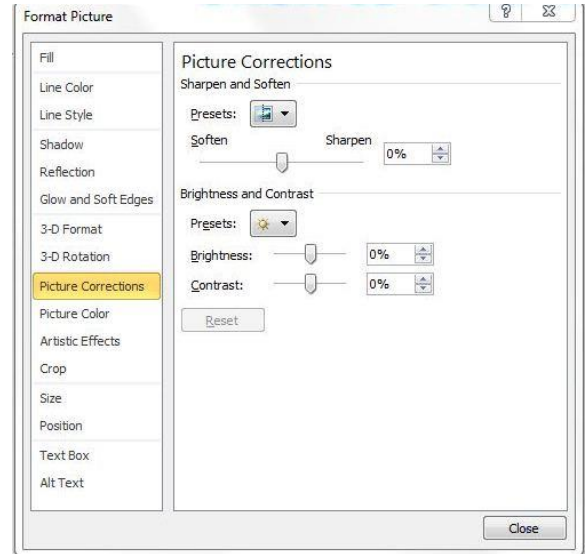 Format Picture
?
Fill
Line Color
Line Style
Shadow
Reflection
Glow and Soft Edges
3-D Format
3-D Rotation
Picture Corrections
Picture Color
Artistic Effects
Crop
Size
Position
Text Box
Alt Text
Picture Corrections
Sharpen and Soften
Presets:
Soften Sharpen
0%
Brightness and Contrast
Presets:
Brightness: 0%
Contrast: 0%
Reset
Close